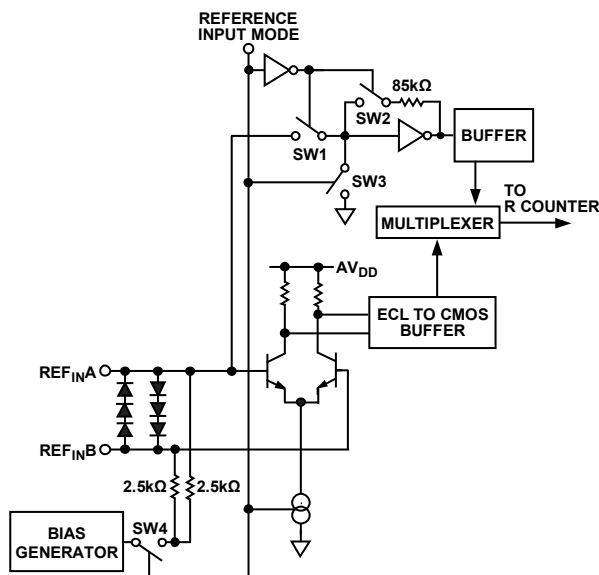 REFERENCE
INPUT MODE
85kΩ
SW2
BUFFER
SW1
SW3
TO
R COUNTER
MULTIPLEXER
AVDD
ECL TO CMOS
BUFFER
REFINA
REFINB
2.5kΩ
2.5kΩ
BIAS
GENERATOR
SW4